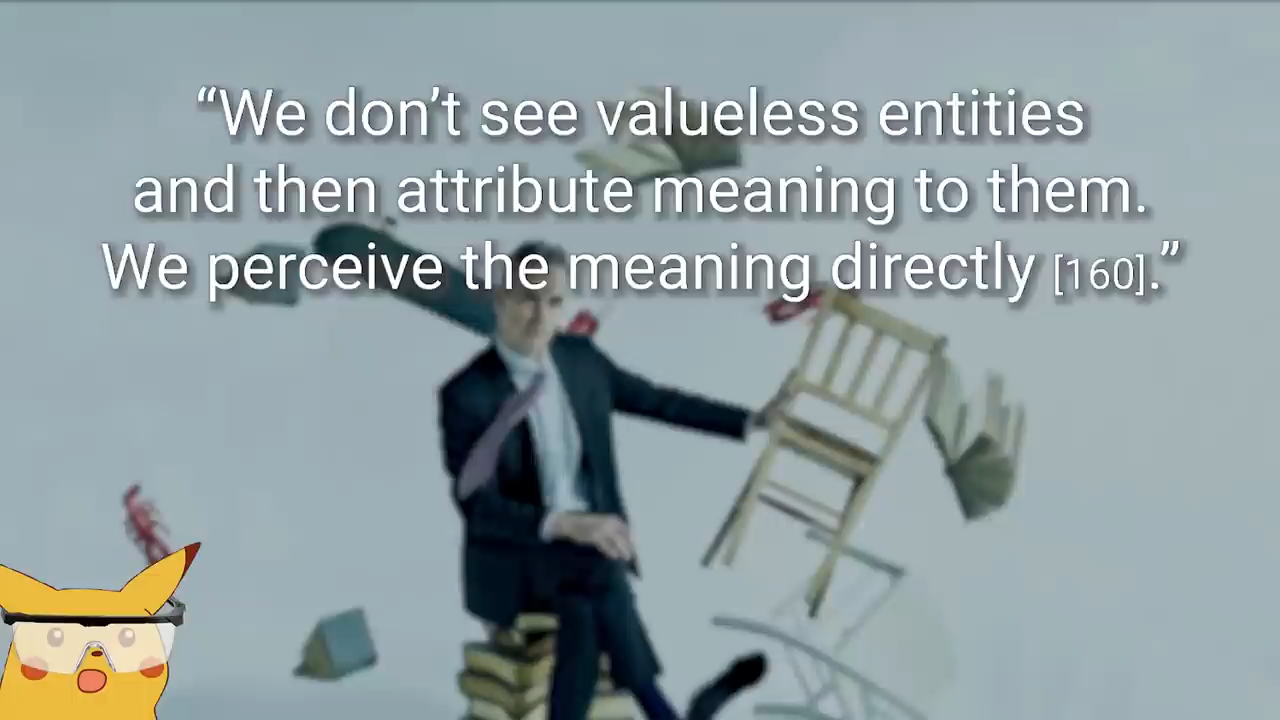 “We don’t see valueless entities
and then attribute meaning to them.
We perceive the meaning directly [160].”